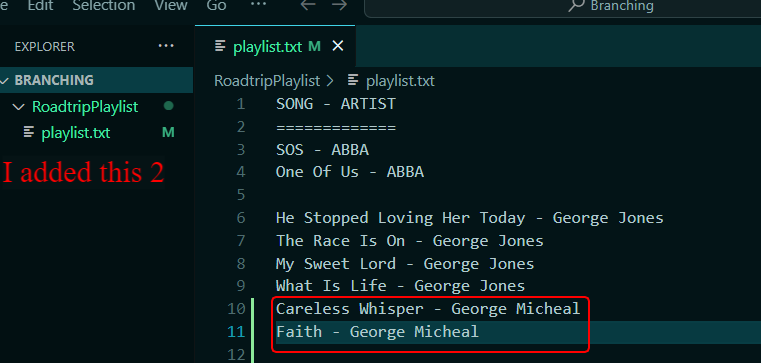 e Selection View Go ··· ← → Branching
EXPLORER ···
BRANCHING
RoadtripPlaylist
playlist.txt M
I added this 2
playlist.txt M ×
RoadtripPlaylist > playlist.txt
1 SONG - ARTIST
2 =============
3 SOS - ABBA
4 One Of Us - ABBA
5
6 He Stopped Loving Her Today - George Jones
7 The Race Is On - George Jones
8 My Sweet Lord - George Jones
9 What Is Life - George Jones
10 Careless Whisper - George Micheal
11 Faith - George Micheal
12